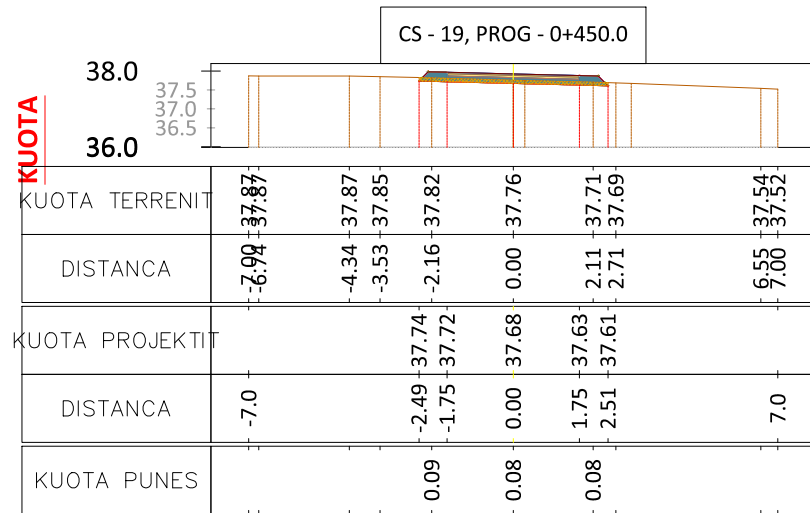 CS - 19, PROG - 0+450.0
KUOTA
38.0
37.5
37.0
36.5
36.0
KUOTA TERRENIT 37.87 37.87 37.87 37.85 37.82 37.76 37.71 37.69 37.54 37.52
DISTANCA -7.00 -6.74 -4.34 -3.53 -2.16 0.00 2.11 2.71 6.55 7.00
KUOTA PROJEKTIT 37.74 37.72 37.68 37.63 37.61
DISTANCA -7.0 -2.49 -1.75 0.00 1.75 2.51 7.0
KUOTA PUNES 0.09 0.08 0.08